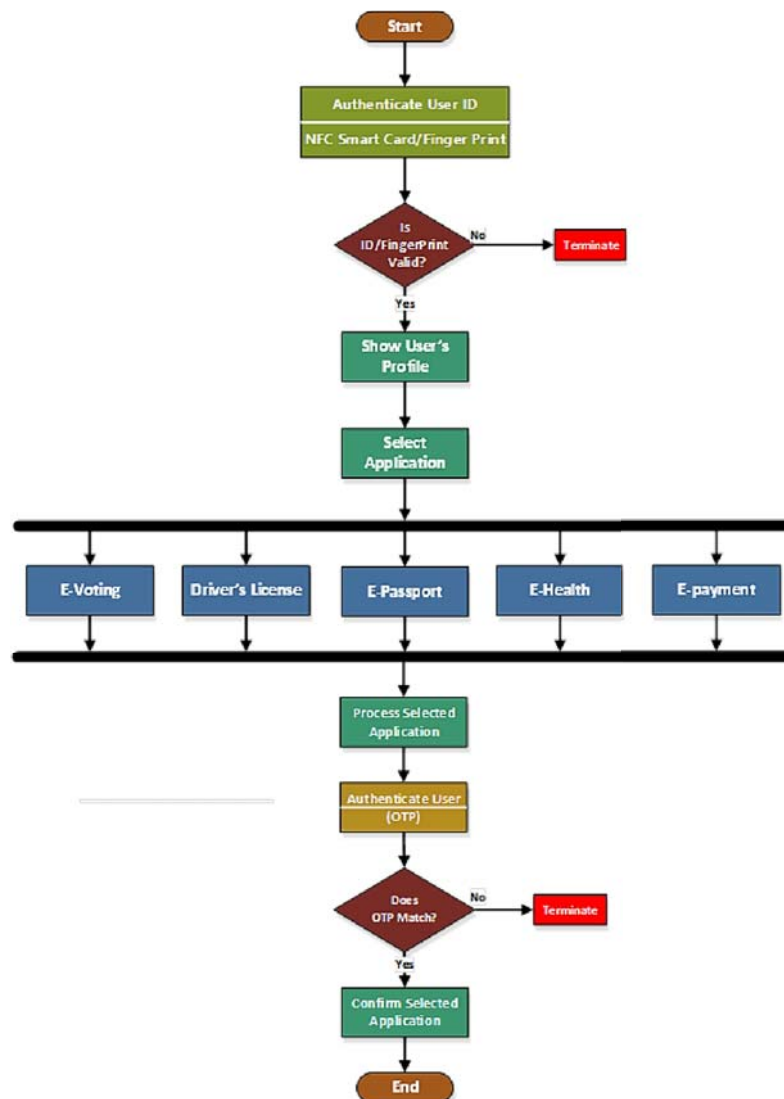 Start
Authenticate User ID
NFC Smart Card/Finger Print
Is
ID/FingerPrint
Valid?
No
Terminate
Yes
Show User's
Profile
Select
Application
E-Voting
Driver's License
E-Passport
E-Health
E-payment
Process Selected
Application
Authenticate User
(OTP)
Does
OTP Match?
No
Terminate
Yes
Confirm Selected
Application
End